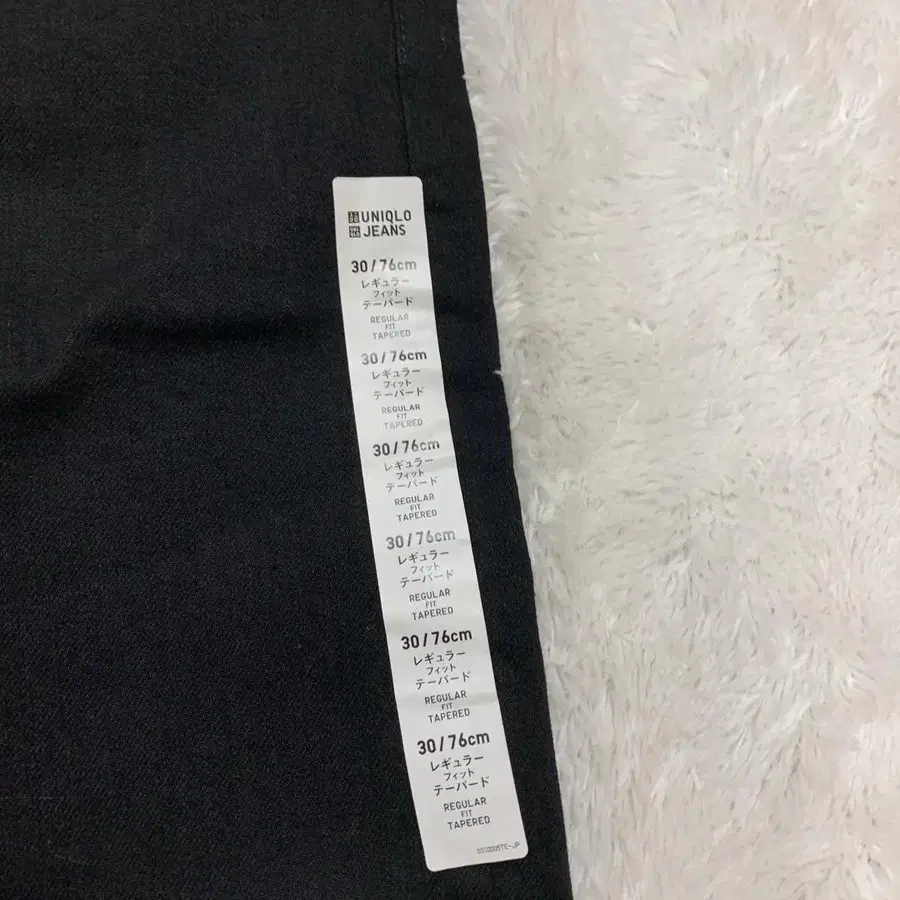 UNIQLO
JEANS
30/76cm
レギュラー
フィット
テーパード
REGULAR
FIT
TAPERED
30/76cm
レギュラー
フィット
テーパード
REGULAR
FIT
TAPERED
30/76cm
レギュラー
フィット
テーパード
REGULAR
FIT
TAPERED
30/76cm
レギュラー
フィット
テーパード
REGULAR
FIT
TAPERED
30/76cm
レギュラー
フィット
テーパード
REGULAR
FIT
TAPERED
30/76cm
レギュラー
フィット
テーパード
REGULAR
FIT
TAPERED